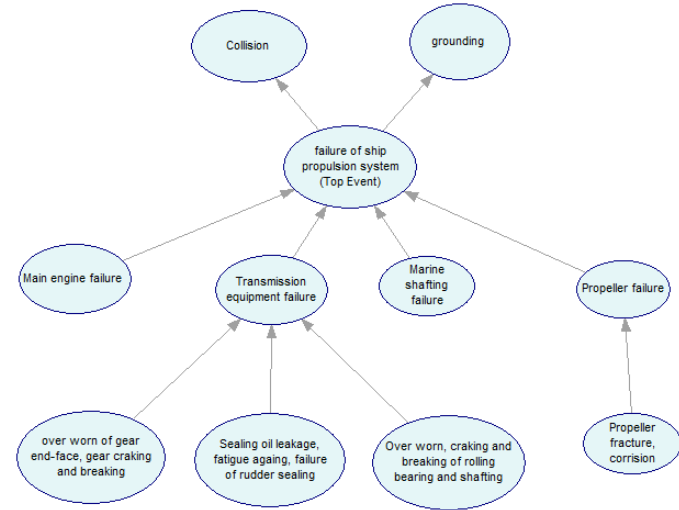 Collision
grounding
failure of ship
propulsion system
(Top Event)
Main engine failure
Transmission
equipment failure
Marine
shafting
failure
Propeller failure
over worn of gear
end-face, gear craking
and breaking
Sealing oil leakage,
fatigue againg, failure
of rudder sealing
Over worn, craking and
breaking of rolling
bearing and shafting
Propeller
fracture,
corrision